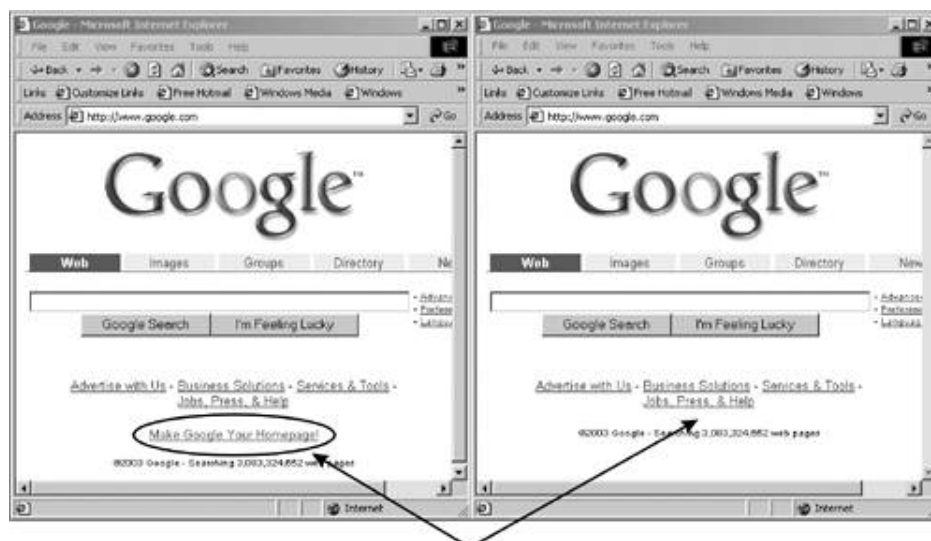 Google - Microsoft Internet Explorer
File Edit View Favorites Tools Help
Back Search Favorites History
Links Customize Links Free Hotmail Windows Media Windows
Address http://www.google.com Go
Google™
Web Images Groups Directory
Google Search I'm Feeling Lucky
Advertise with Us - Business Solutions - Services & Tools -
Jobs, Press, & Help
Make Google Your Homepage!
©2003 Google - Searching 3,083,324,652 web pages
Internet
Google - Microsoft Internet Explorer
File Edit View Favorites Tools Help
Back Search Favorites History
Links Customize Links Free Hotmail Windows Media Windows
Address http://www.google.com Go
Google™
Web Images Groups Directory New
Google Search I'm Feeling Lucky
Advertise with Us - Business Solutions - Services & Tools -
Jobs, Press, & Help
©2003 Google - Searching 3,083,324,652 web pages
Internet